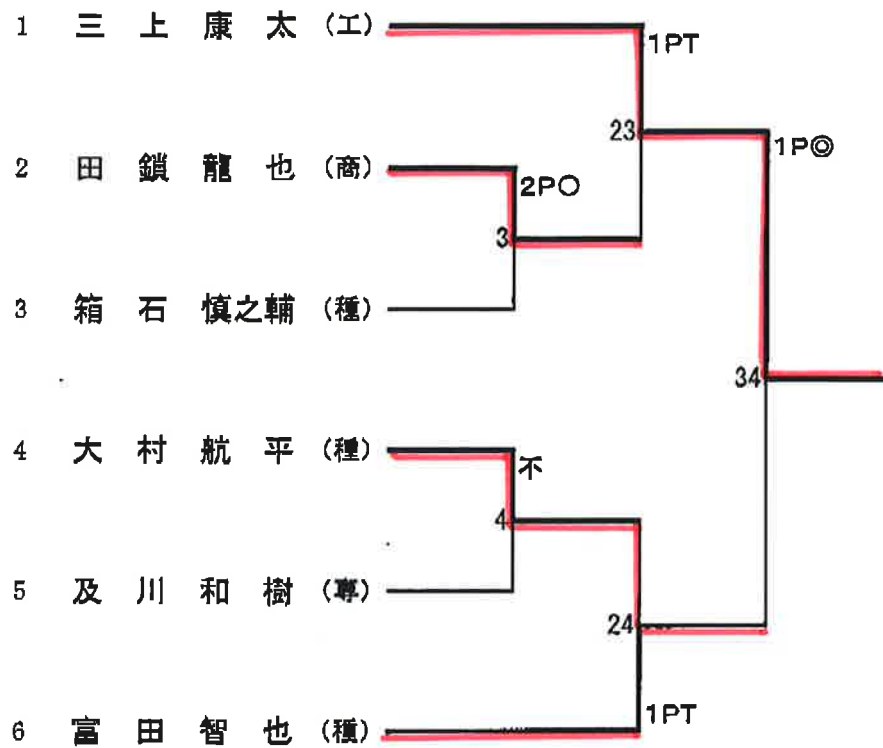 1 三上康太 (工)
1PT
23
1P◎
2 田鎖龍也 (商)
2P○
3
3 箱石慎之輔 (種)
34
4 大村航平 (種)
不
4
5 及川和樹 (専)
24
1PT
6 富田智也 (種)